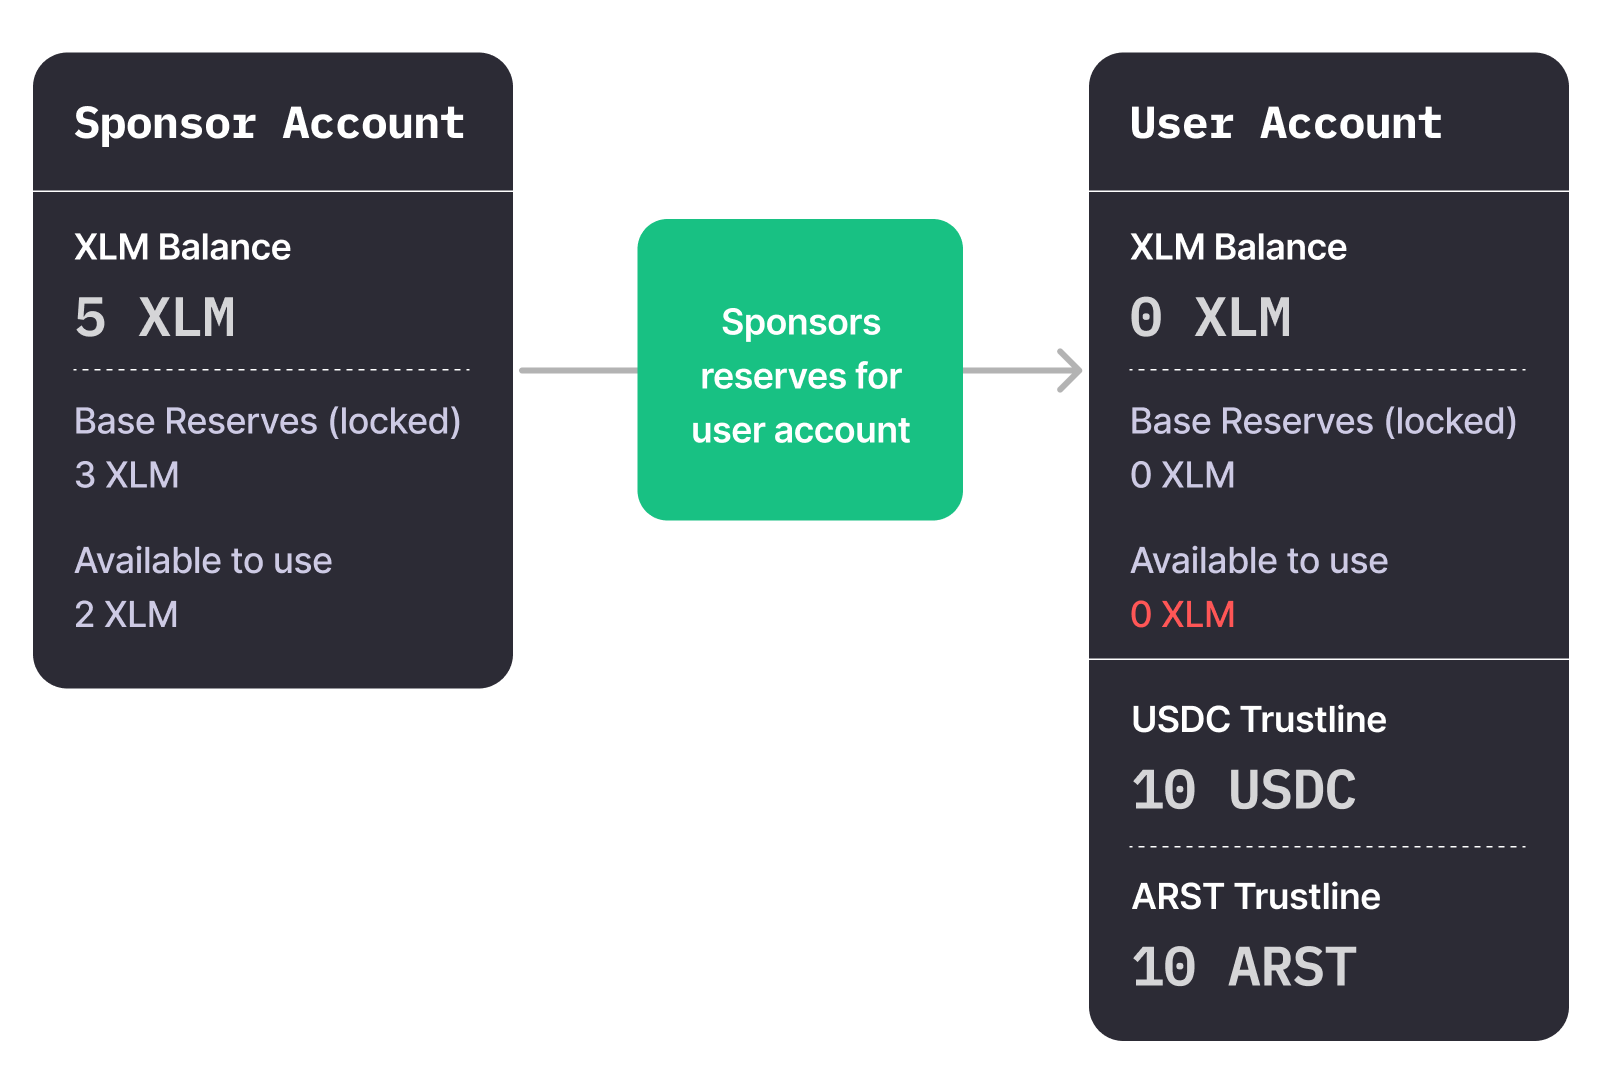 Sponsor Account
XLM Balance
5 XLM
Base Reserves (locked)
3 XLM
Available to use
2 XLM
Sponsors
reserves for
user account
User Account
XLM Balance
0 XLM
Base Reserves (locked)
0 XLM
Available to use
0 XLM
USDC Trustline
10 USDC
ARST Trustline
10 ARST